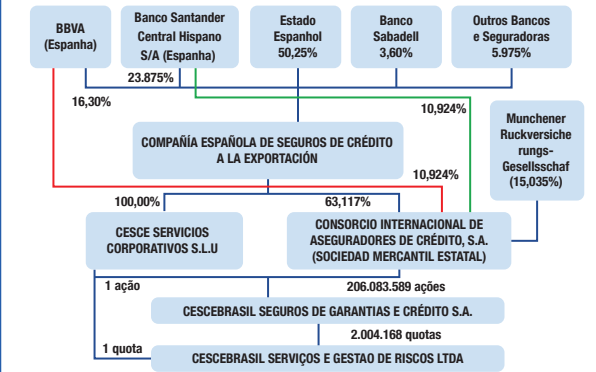 BBVA
(Espanha)
Banco Santander
Central Hispano
S/A (Espanha)
Estado
Espanhol
50,25%
Banco
Sabadell
3,60%
Outros Bancos
e Seguradoras
5.975%
23.875%
16,30%
10,924%
Munchener
Ruckversiche
rungs-
Gesellsschaf
(15,035%)
COMPAÑÍA ESPAÑOLA DE SEGUROS DE CRÉDITO
A LA EXPORTACIÓN
10,924%
100,00%
63,117%
CESCE SERVICIOS
CORPORATIVOS S.L.U
CONSORCIO INTERNACIONAL DE
ASEGURADORES DE CRÉDITO, S.A.
(SOCIEDAD MERCANTIL ESTATAL)
1 ação
206.083.589 ações
CESCEBRASIL SEGUROS DE GARANTIAS E CRÉDITO S.A.
2.004.168 quotas
1 quota
CESCEBRASIL SERVIÇOS E GESTAO DE RISCOS LTDA